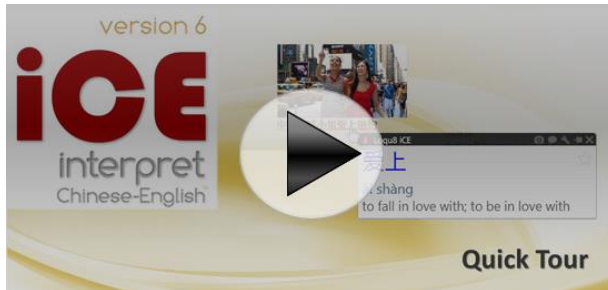 version 6
iCE
interpret
Chinese-English
iCE
爱上
shàng
to fall in love with; to be in love with
Quick Tour